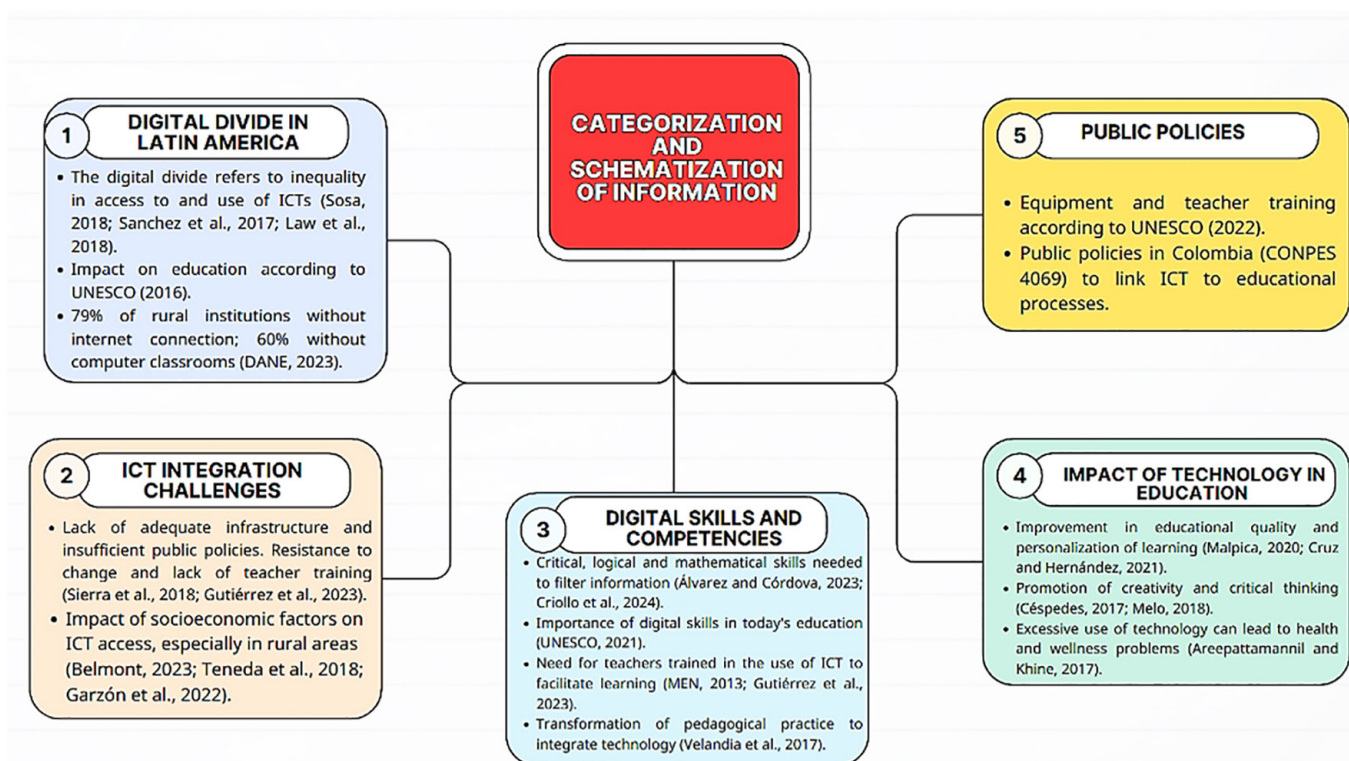 CATEGORIZATION
AND
SCHEMATIZATION
OF INFORMATION
1
DIGITAL DIVIDE IN
LATIN AMERICA
• The digital divide refers to inequality
in access to and use of ICTs (Sosa,
2018; Sanchez et al., 2017; Law et al.,
2018).
• Impact on education according to
UNESCO (2016).
• 79% of rural institutions without
internet connection; 60% without
computer classrooms (DANE, 2023).
2
ICT INTEGRATION
CHALLENGES
• Lack of adequate infrastructure and
insufficient public policies. Resistance to
change and lack of teacher training
(Sierra et al., 2018; Gutiérrez et al., 2023).
• Impact of socioeconomic factors on
ICT access, especially in rural areas
(Belmont, 2023; Teneda et al., 2018;
Garzón et al., 2022).
3
DIGITAL SKILLS AND
COMPETENCIES
• Critical, logical and mathematical skills needed
to filter information (Álvarez and Córdova, 2023;
Criollo et al., 2024).
• Importance of digital skills in today's education
(UNESCO, 2021).
• Need for teachers trained in the use of ICT to
facilitate learning (MEN, 2013; Gutiérrez et al.,
2023).
• Transformation of pedagogical practice to
integrate technology (Velandia et al., 2017).
4
IMPACT OF TECHNOLOGY IN
EDUCATION
• Improvement in educational quality and
personalization of learning (Malpica, 2020; Cruz
and Hernández, 2021).
• Promotion of creativity and critical thinking
(Céspedes, 2017; Melo, 2018).
• Excessive use of technology can lead to health
and wellness problems (Areepattamannil and
Khine, 2017).
5
PUBLIC POLICIES
• Equipment and teacher training
according to UNESCO (2022).
• Public policies in Colombia (CONPES
4069) to link ICT to educational
processes.